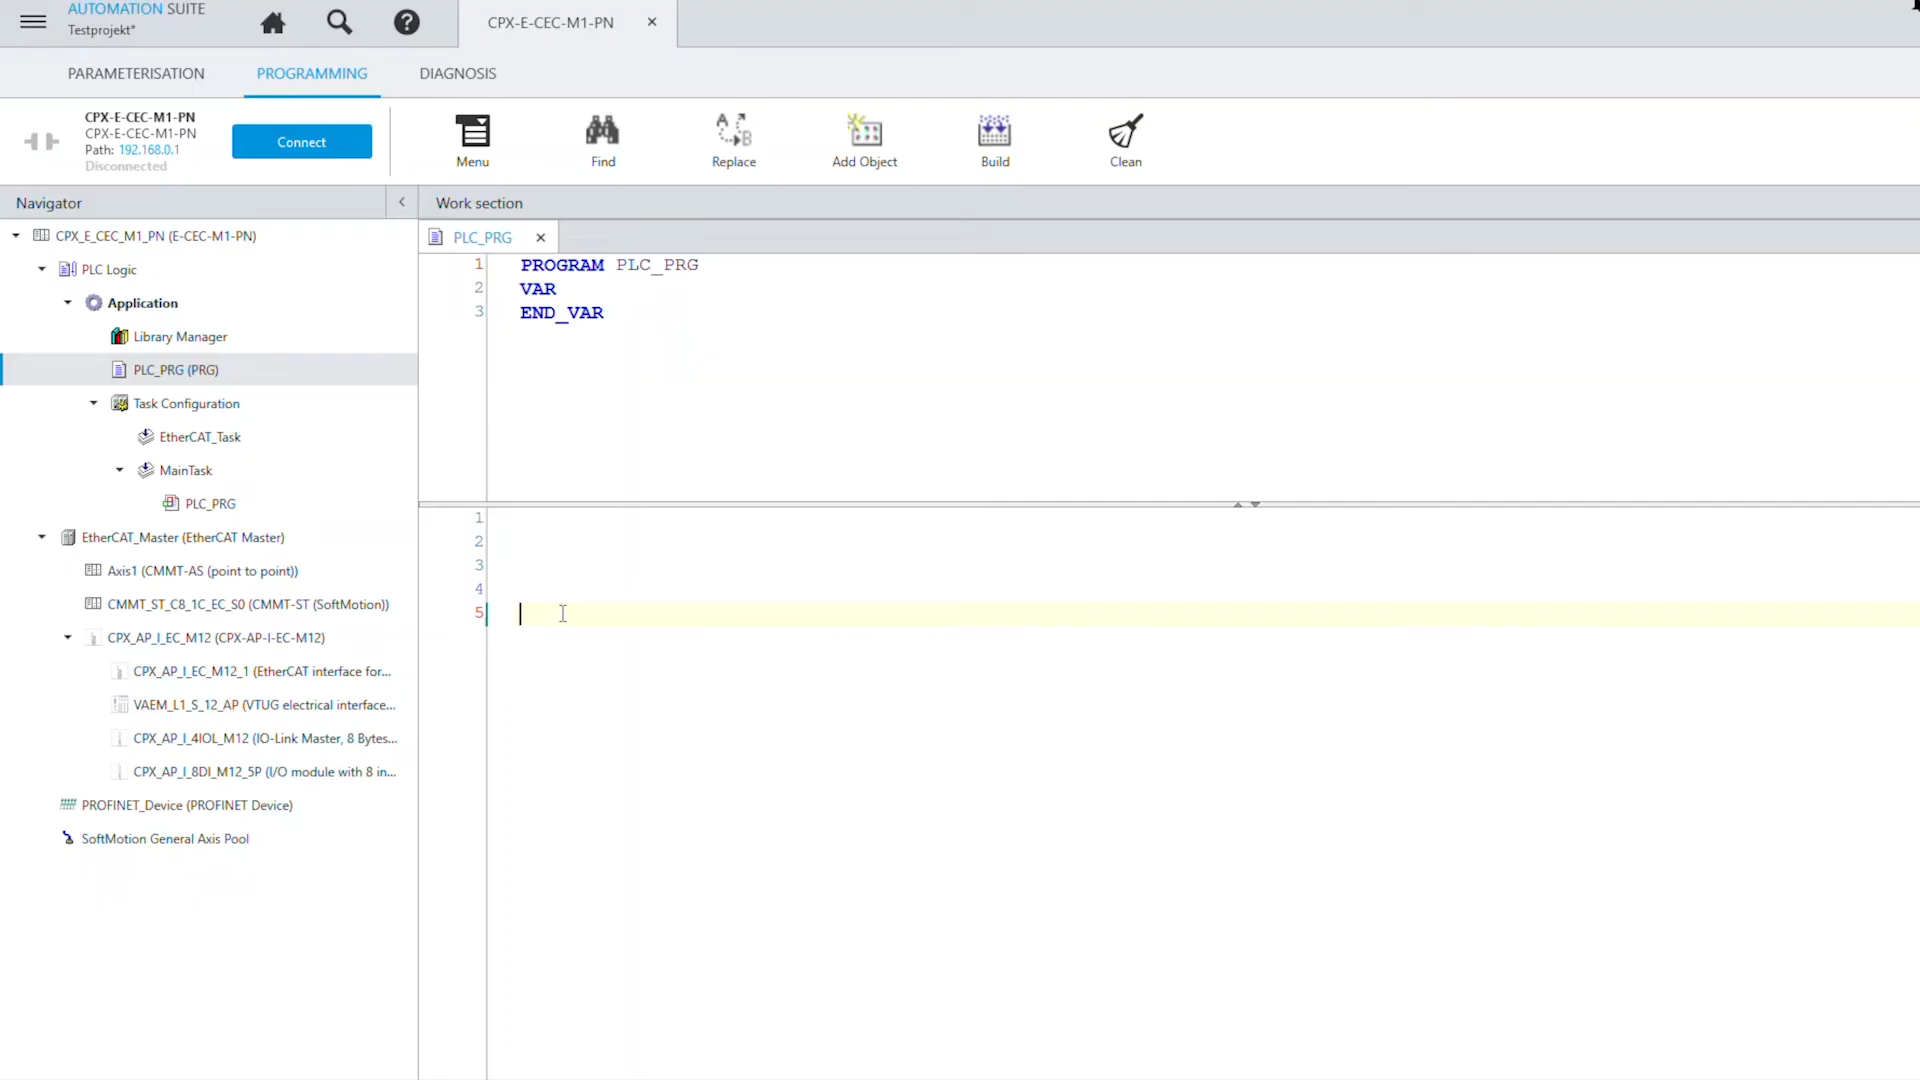 AUTOMATION SUITE
Testprojekt*
CPX-E-CEC-M1-PN
PARAMETERISATION
PROGRAMMING
DIAGNOSIS
CPX-E-CEC-M1-PN
CPX-E-CEC-M1-PN
Path: 192.168.0.1
Disconnected
Connect
Menu
Find
Replace
Add Object
Build
Clean
Navigator
Work section
CPX_E_CEC_M1_PN (E-CEC-M1-PN)
PLC Logic
Application
Library Manager
PLC_PRG (PRG)
Task Configuration
EtherCAT_Task
MainTask
PLC_PRG
EtherCAT_Master (EtherCAT Master)
Axis1 (CMMT-AS (point to point))
CMMT_ST_C8_1C_EC_S0 (CMMT-ST (SoftMotion))
CPX_AP_I_EC_M12 (CPX-AP-I-EC-M12)
CPX_AP_I_EC_M12_1 (EtherCAT interface for...
VAEM_L1_S_12_AP (VTUG electrical interface...
CPX_AP_I_4IOL_M12 (IO-Link Master, 8 Bytes...
CPX_AP_I_8DI_M12_5P (I/O module with 8 in...
PROFINET_Device (PROFINET Device)
SoftMotion General Axis Pool
PLC_PRG
1 PROGRAM PLC_PRG
2 VAR
3 END_VAR
1
2
3
4
5